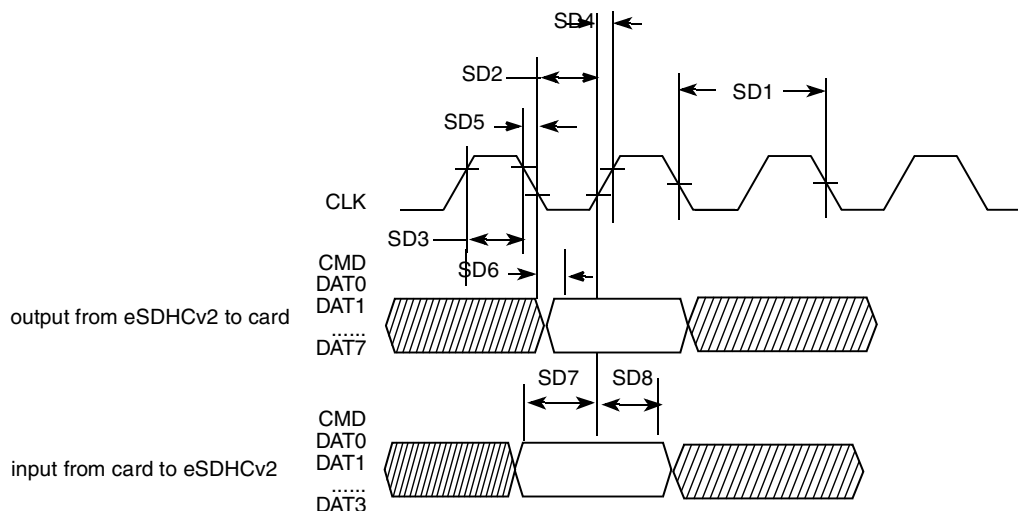 SD4
SD2
SD1
SD5
CLK
SD3
CMD
SD6
DAT0
output from eSDHCv2 to card
DAT1
......
DAT7
SD7
SD8
CMD
DAT0
input from card to eSDHCv2
DAT1
......
DAT3